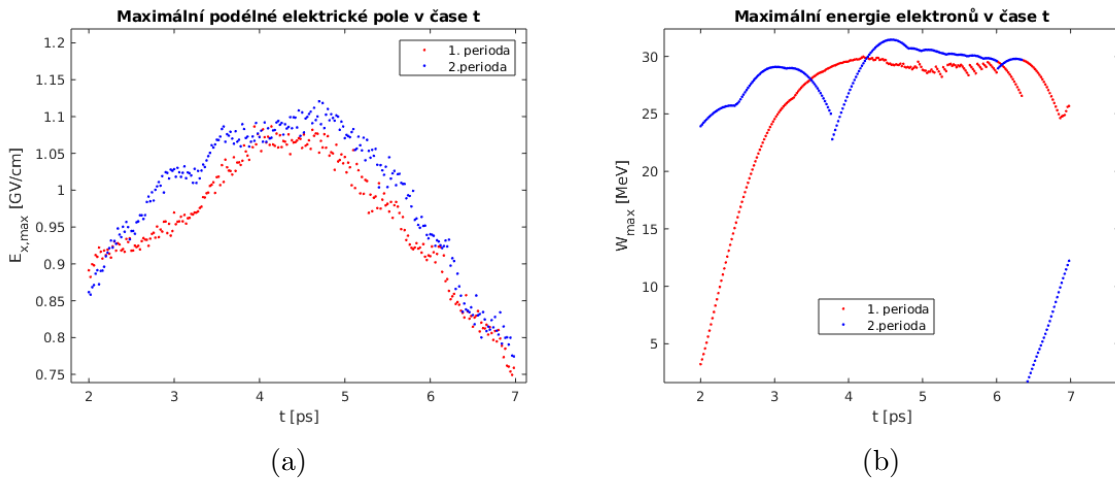 Maximální podélné elektrické pole v čase t
1.2
1.15
1.1
1.05
1
0.95
0.9
0.85
0.8
0.75
E_x,max [GV/cm]
1. perioda
2.perioda
2 3 4 5 6 7
t [ps]
(a)
Maximální energie elektronů v čase t
30
25
20
15
10
5
W_max [MeV]
1. perioda
2.perioda
2 3 4 5 6 7
t [ps]
(b)